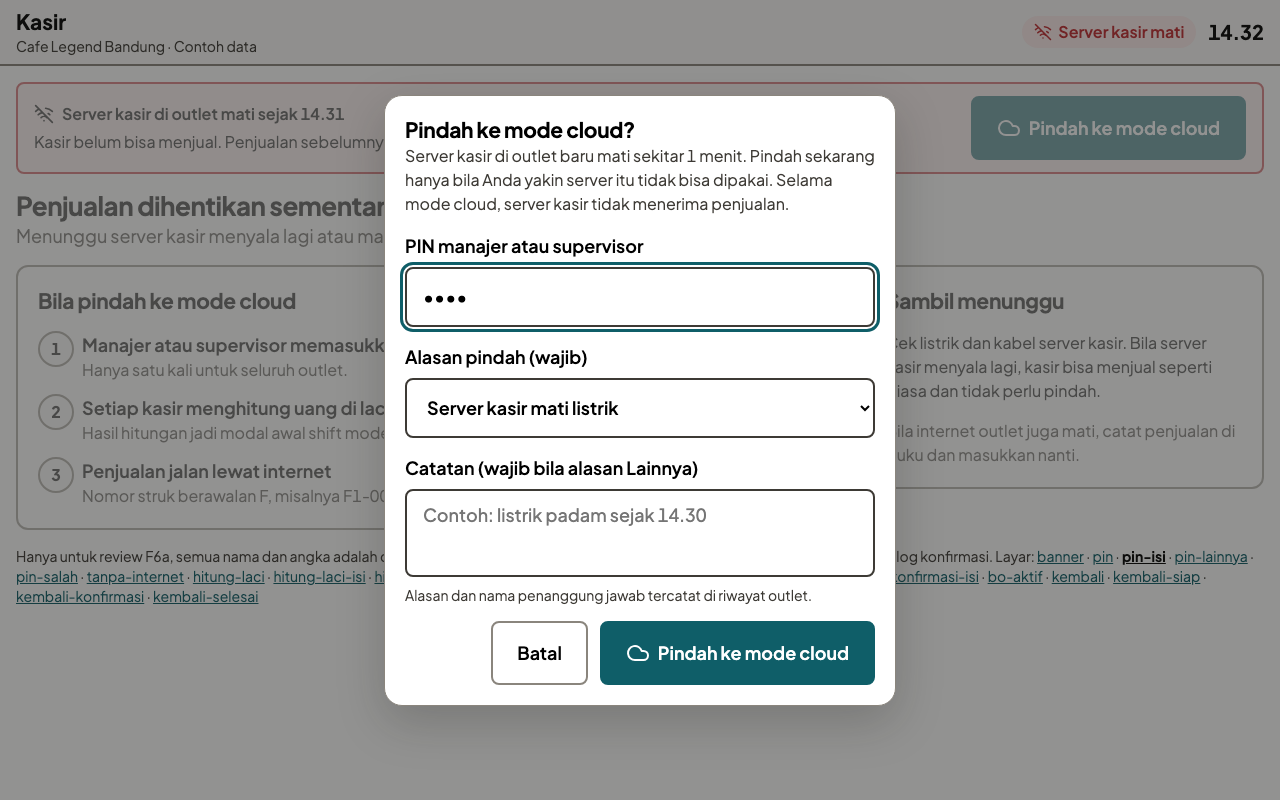 Kasir
Cafe Legend Bandung · Contoh data
Server kasir mati
14.32
Server kasir di outlet mati sejak 14.31
Kasir belum bisa menjual. Penjualan sebelumny
Pindah ke mode cloud
Penjualan dihentikan sementar
Menunggu server kasir menyala lagi atau ma
Bila pindah ke mode cloud
1 Manajer atau supervisor memasukk
Hanya satu kali untuk seluruh outlet.
2 Setiap kasir menghitung uang di lac
Hasil hitungan jadi modal awal shift mode
3 Penjualan jalan lewat internet
Nomor struk berawalan F, misalnya F1-00
Pindah ke mode cloud?
Server kasir di outlet baru mati sekitar 1 menit. Pindah sekarang
hanya bila Anda yakin server itu tidak bisa dipakai. Selama
mode cloud, server kasir tidak menerima penjualan.
PIN manajer atau supervisor
••••
Alasan pindah (wajib)
Server kasir mati listrik
Catatan (wajib bila alasan Lainnya)
Contoh: listrik padam sejak 14.30
Alasan dan nama penanggung jawab tercatat di riwayat outlet.
Batal
Pindah ke mode cloud
Sambil menunggu
Cek listrik dan kabel server kasir. Bila server
asir menyala lagi, kasir bisa menjual seperti
iasa dan tidak perlu pindah.
ila internet outlet juga mati, catat penjualan di
uku dan masukkan nanti.
Hanya untuk review F6a, semua nama dan angka adalah log konfirmasi. Layar: banner · pin · pin-isi · pin-lainnya ·
pin-salah · tanpa-internet · hitung-laci · hitung-laci-isi · konfirmasi-isi · bo-aktif · kembali · kembali-siap ·
kembali-konfirmasi · kembali-selesai